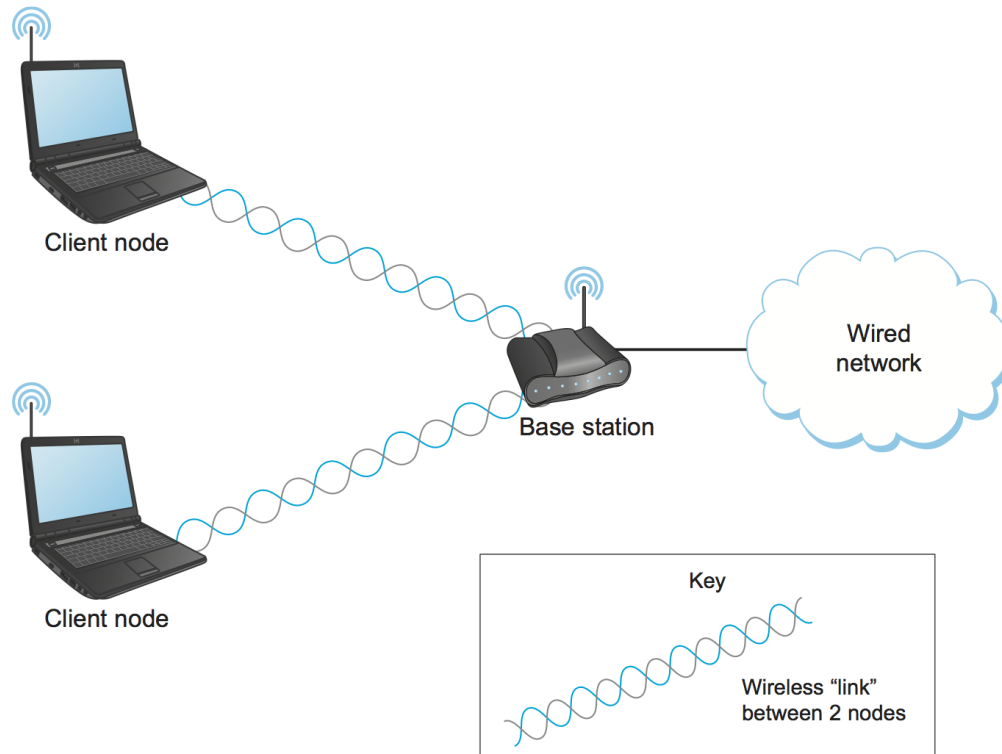 Client node
Wired
network
Base station
Client node
Key
Wireless “link”
between 2 nodes